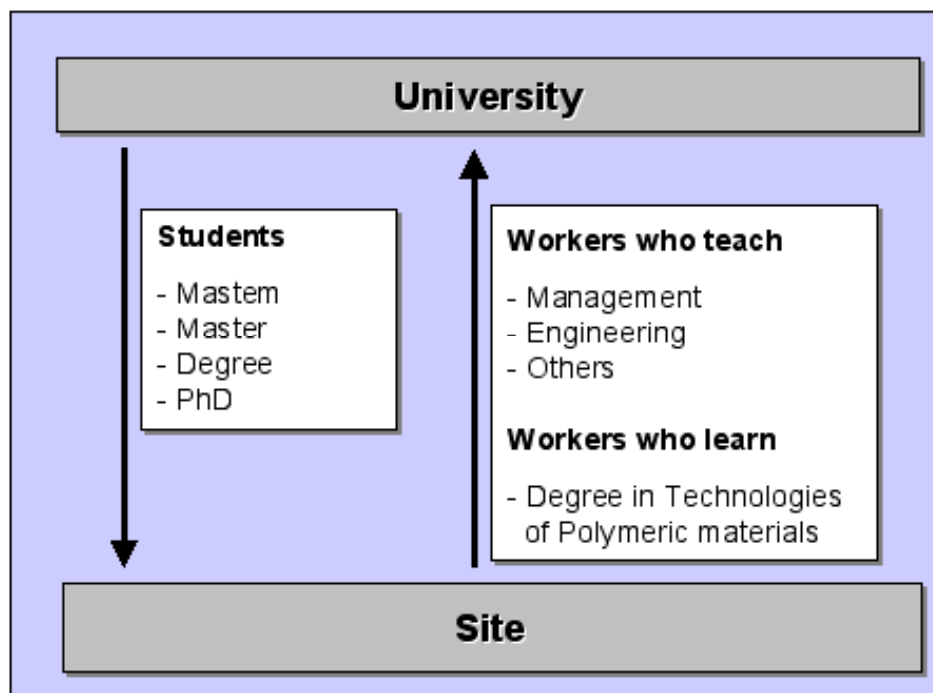 University
Students
- Mastem
- Master
- Degree
- PhD
Workers who teach
- Management
- Engineering
- Others
Workers who learn
- Degree in Technologies
of Polymeric materials
Site